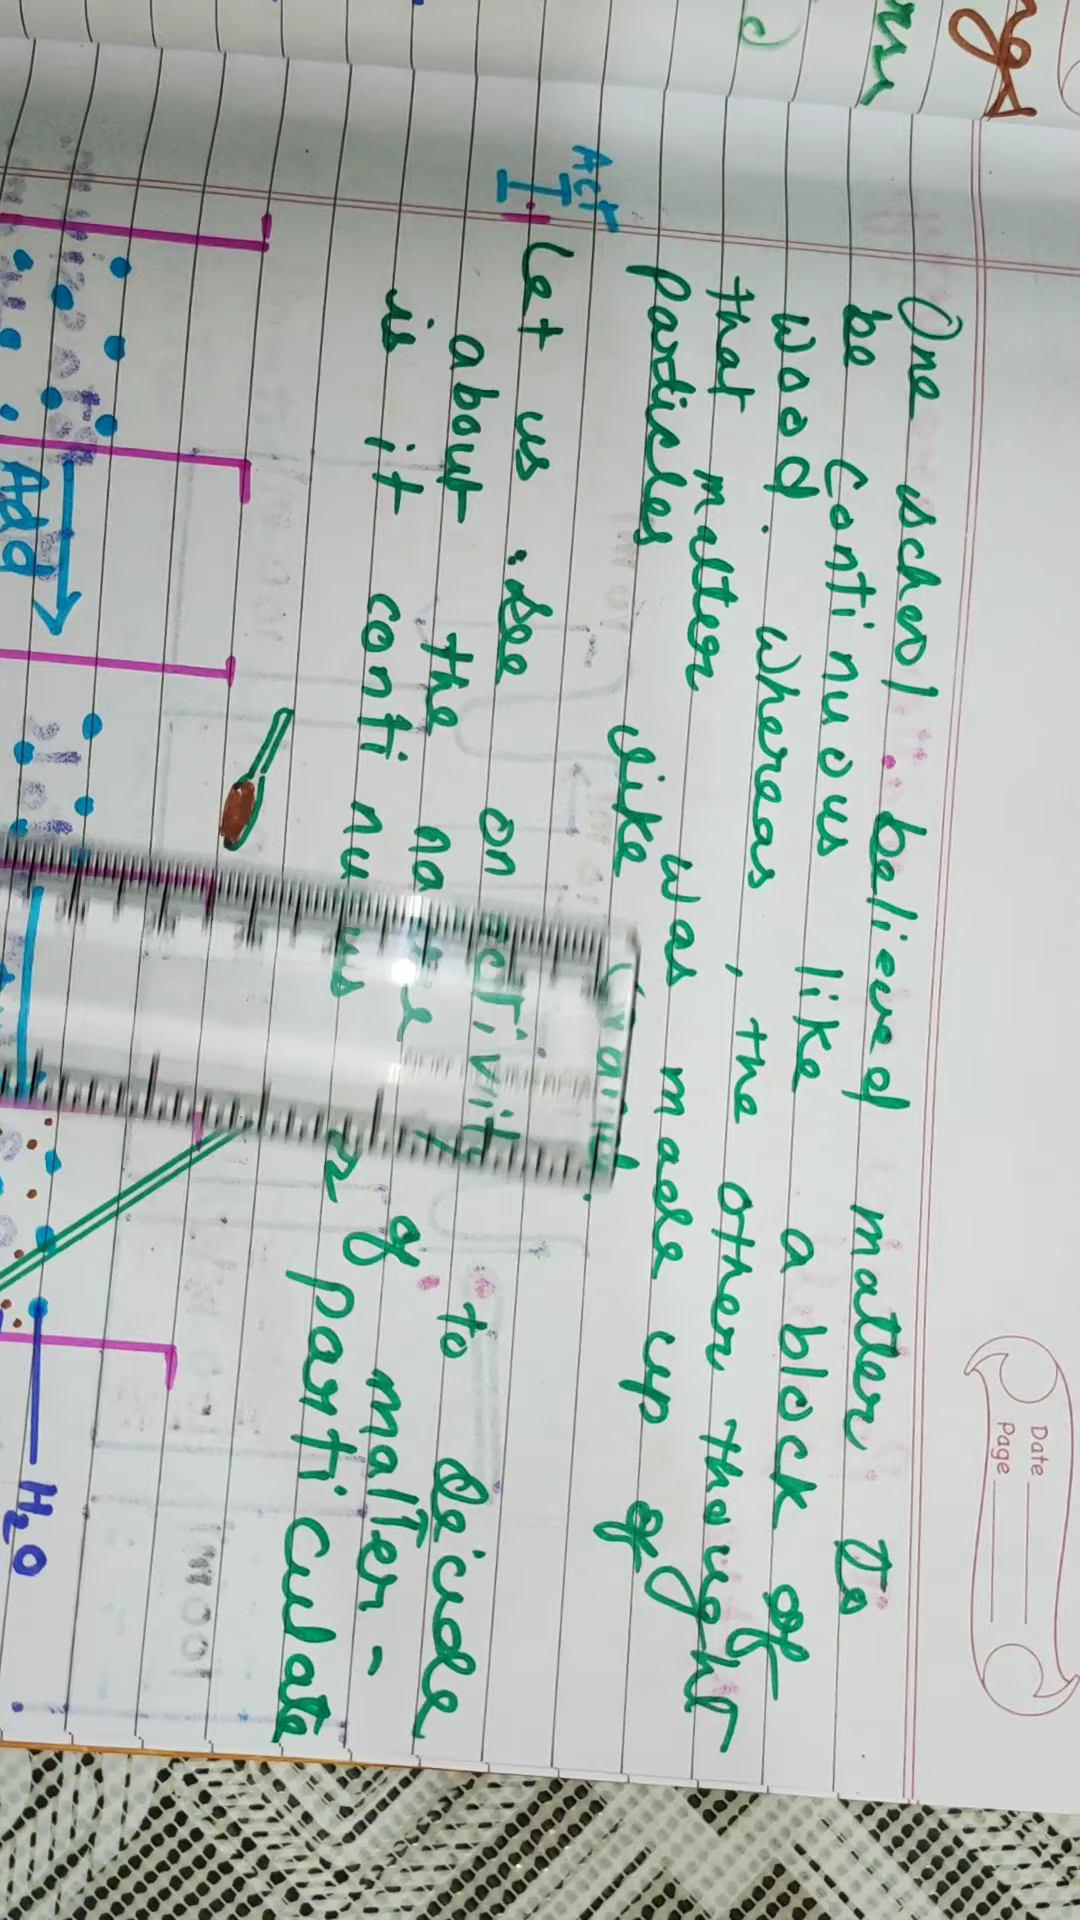 Date
Page
One school believed matter to
be continuous like a block of
wood. whereas, the other thought
that matter was made up of
particles like
Act
I Let us see on activity to decide
about the nature of matter -
is it continuous or particulate
Add
H₂O